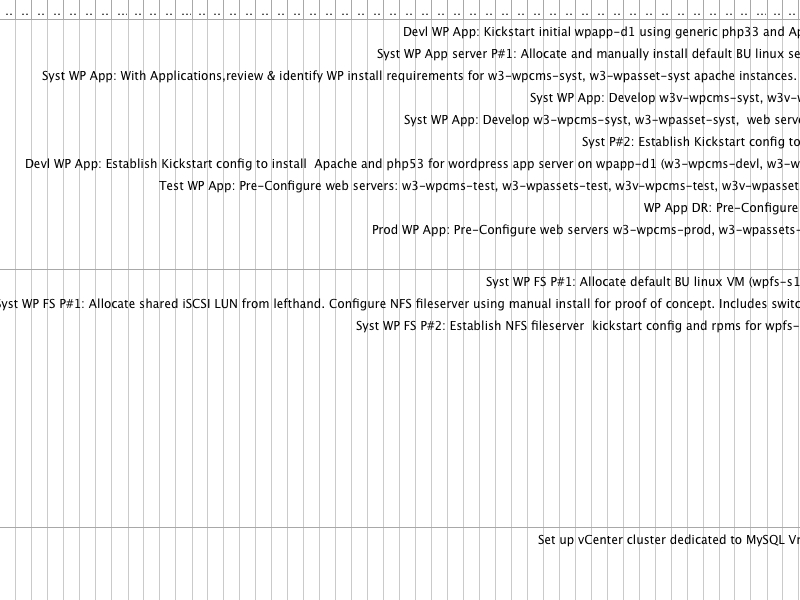 Devl WP App: Kickstart initial wpapp-d1 using generic php33 and Ap
Syst WP App server P#1: Allocate and manually install default BU linux se
Syst WP App: With Applications,review & identify WP install requirements for w3-wpcms-syst, w3-wpasset-syst apache instances.
Syst WP App: Develop w3v-wpcms-syst, w3v-w
Syst WP App: Develop w3-wpcms-syst, w3-wpasset-syst,  web serve
Syst P#2: Establish Kickstart config to
Devl WP App: Establish Kickstart config to install  Apache and php53 for wordpress app server on wpapp-d1 (w3-wpcms-devl, w3-w
Test WP App: Pre-Configure web servers: w3-wpcms-test, w3-wpassets-test, w3v-wpcms-test, w3v-wpasset
WP App DR: Pre-Configure
Prod WP App: Pre-Configure web servers w3-wpcms-prod, w3-wpassets-
Syst WP FS P#1: Allocate default BU linux VM (wpfs-s1
Syst WP FS P#1: Allocate shared iSCSI LUN from lefthand. Configure NFS fileserver using manual install for proof of concept. Includes switc
Syst WP FS P#2: Establish NFS fileserver  kickstart config and rpms for wpfs-
Set up vCenter cluster dedicated to MySQL Vm